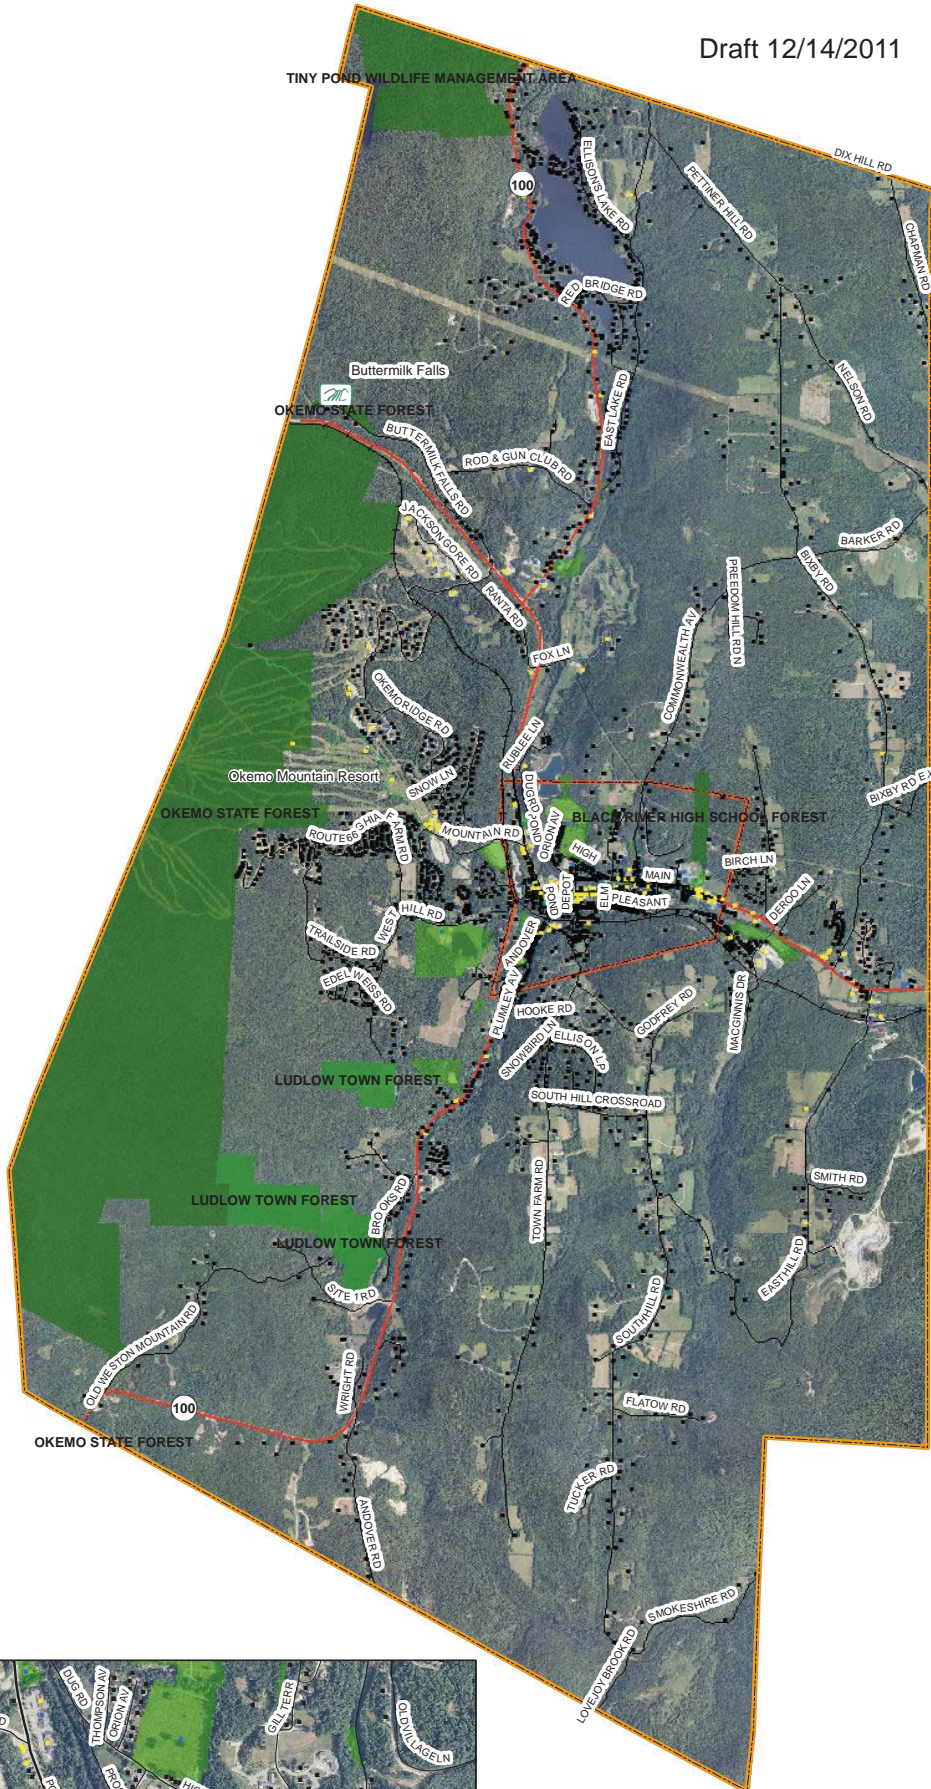 Draft 12/14/2011
TINY POND WILDLIFE MANAGEMENT AREA
DIX HILL RD
ELLISON'S LAKE RD
PETTINER HILL RD
100
CHAPMAN RD
RED BRIDGE RD
Buttermilk Falls
NELSON RD
OKEMO STATE FOREST
EAST LAKE RD
BUTTERMILK FALLS RD
ROD & GUN CLUB RD
JACKSON GORE RD
BARKER RD
BIXBY RD
RANTA RD
PREEDOM HILL RD N
COMMONWEALTH AV
FOX LN
OKEMO RIDGE RD
RUBLEE LN
Okemo Mountain Resort
SNOW LN
DUG RD
POND
BIXBY RD
OKEMO STATE FOREST
BLACK RIVER HIGH SCHOOL FOREST
ROUTE66
GHIA
FARM RD
MOUNTAIN RD
ORION AV
HIGH
BIRCH LN
MAIN
DEPOT
POND
ELM
PLEASANT
DEROO LN
WEST HILL RD
TRAILSIDE RD
ANDOVER
EDELWEISS RD
PLUMLEY AV
HOOKE RD
GODFREY RD
MACGINNIS DR
SNOWBIRD LN
ELLISON LP
LUDLOW TOWN FOREST
SOUTH HILL CROSSROAD
TOWN FARM RD
SMITH RD
LUDLOW TOWN FOREST
BROOKS RD
LUDLOW TOWN FOREST
EAST HILL RD
SITE 1 RD
SOUTH HILL RD
OLD WESTON MOUNTAIN RD
WRIGHT RD
100
FLATOW RD
OKEMO STATE FOREST
TUCKER RD
ANDOVER RD
SMOKESHIRE RD
LOVEJOY BROOK RD
DUG RD
THOMPSON AV
ORION AV
GILL TERR
OLD VILLAGE LN